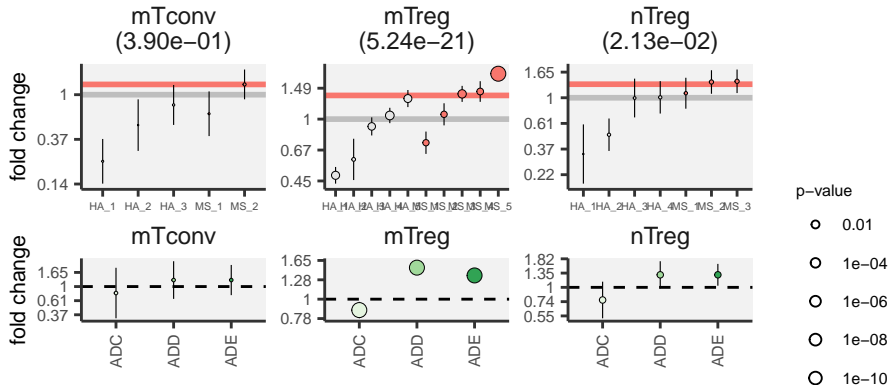 mTconv
(3.90e−01)
mTreg
(5.24e−21)
nTreg
(2.13e−02)
fold change
1
0.37
0.14
1.49
1
0.67
0.45
1.65
1
0.61
0.37
0.22
HA_1
HA_2
HA_3
MS_1
MS_2
HA_1
HA_2
HA_3
HA_4
MS_5
HA_1
HA_2
HA_3
HA_4
MS_1
MS_2
MS_3
mTconv
mTreg
nTreg
fold change
1.65
1
0.61
0.37
1.65
1.28
1
0.78
1.82
1.35
1
0.74
0.55
ADC
ADD
ADE
ADC
ADD
ADE
ADC
ADD
ADE
p−value
0.01
1e−04
1e−06
1e−08
1e−10